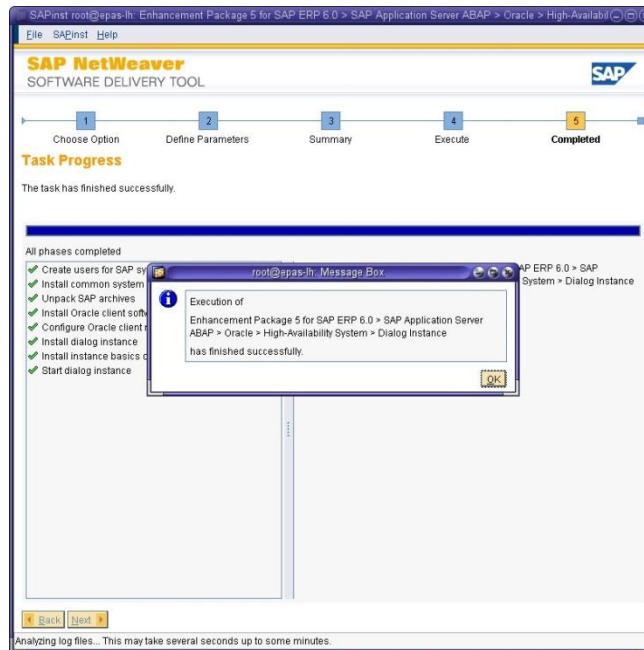 SAPinst root@epas-lh: Enhancement Package 5 for SAP ERP 6.0 > SAP Application Server ABAP > Oracle > High-Availabil
File SAPinst Help
SAP NetWeaver
SOFTWARE DELIVERY TOOL
SAP
1 2 3 4 5
Choose Option Define Parameters Summary Execute Completed
Task Progress
The task has finished successfully.
All phases completed
Create users for SAP sy
Install common system
Unpack SAP archives
Install Oracle client softw
Configure Oracle client
Install dialog instance
Install instance basics
Start dialog instance
AP ERP 6.0 > SAP
System > Dialog Instance
root@epas-lh: Message Box
Execution of
Enhancement Package 5 for SAP ERP 6.0 > SAP Application Server
ABAP > Oracle > High-Availability System > Dialog Instance
has finished successfully.
OK
Back Next
Analyzing log files... This may take several seconds up to some minutes.